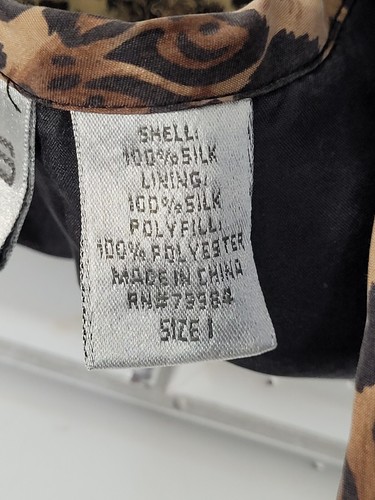 SHELL:
100% SILK
LINING:
100% SILK
POLYFILL:
100% POLYESTER
MADE IN CHINA
RN#79984
SIZE 1